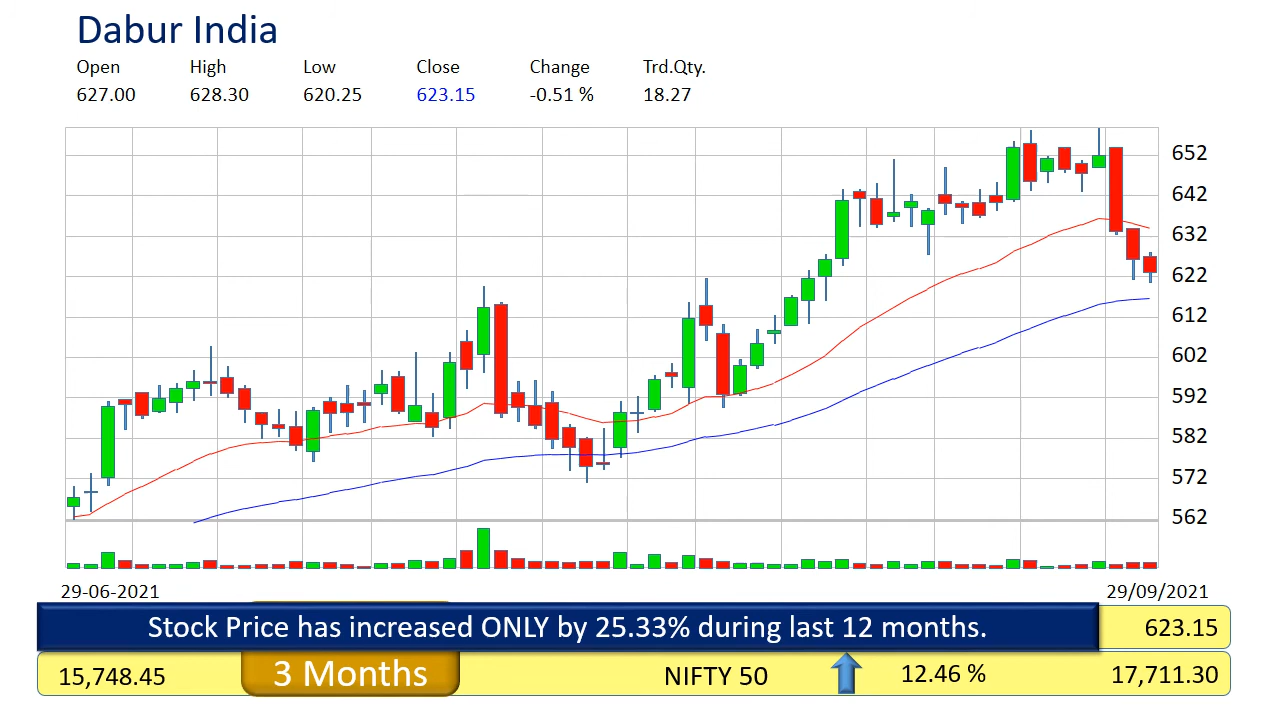 Dabur India
Open High Low Close Change Trd.Qty.
627.00 628.30 620.25 623.15 -0.51 % 18.27
652
642
632
622
612
602
592
582
572
562
29-06-2021 29/09/2021
Stock Price has increased ONLY by 25.33% during last 12 months. 623.15
15,748.45 3 Months NIFTY 50 12.46 % 17,711.30